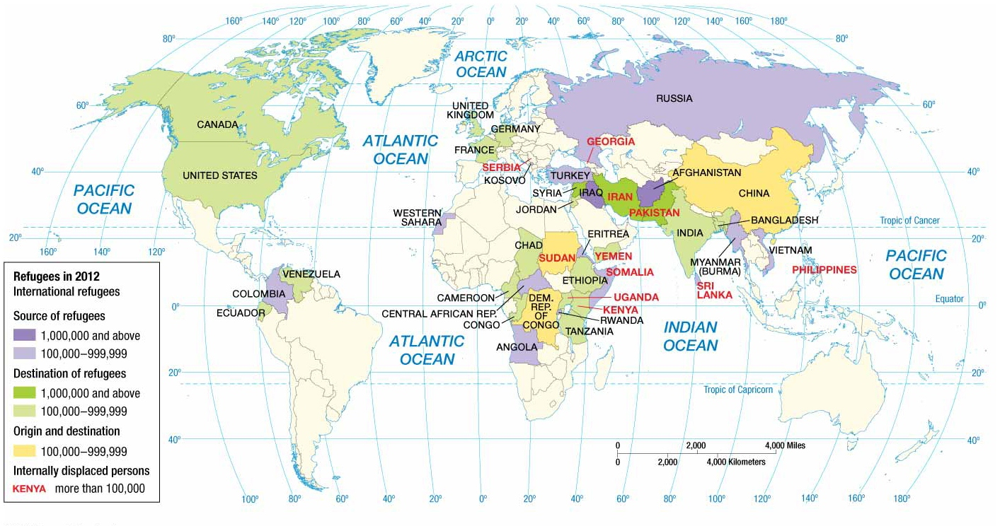 160° 140° 120° 100° 80° 60° 40° 20° 0° 20° 40° 60° 80° 100° 120° 140° 160° 180°
80° 80°
ARCTIC
OCEAN
RUSSIA
60° 60°
UNITED
KINGDOM
CANADA
GERMANY
ATLANTIC
OCEAN
GEORGIA
FRANCE
SERBIA
KOSOVO
40° 40°
UNITED STATES
TURKEY
AFGHANISTAN
PACIFIC
OCEAN
SYRIA
IRAQ
IRAN
CHINA
JORDAN
PAKISTAN
WESTERN
SAHARA
BANGLADESH
Tropic of Cancer
20° 20°
INDIA
ERITREA
CHAD
SUDAN
YEMEN
VIETNAM
MYANMAR
(BURMA)
PACIFIC
OCEAN
160° 140° 120°
PHILIPPINES
SOMALIA
ETHIOPIA
SRI
LANKA
VENEZUELA
COLOMBIA
ECUADOR
CAMEROON
UGANDA
Equator
0° 0° 0°
CENTRAL AFRICAN REP.
KENYA
DEM.
REP.
OF
CONGO
CONGO
RWANDA
TANZANIA
INDIAN
OCEAN
ATLANTIC
OCEAN
ANGOLA
20° 20°
Tropic of Capricorn
40° 40°
0 2,000 4,000 Miles
0 2,000 4,000 Kilometers
100° 80° 60° 40° 20° 0° 20° 40° 60° 80° 100° 120° 140° 160° 180°
Refugees in 2012
International refugees
Source of refugees
1,000,000 and above
100,000–999,999
Destination of refugees
1,000,000 and above
100,000–999,999
Origin and destination
100,000–999,999
Internally displaced persons
KENYA more than 100,000